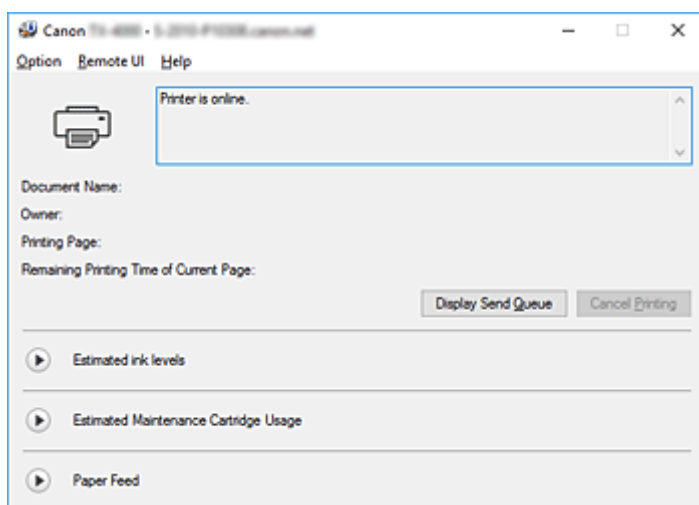 Canon
Option Remote UI Help
Printer is online.
Document Name:
Owner:
Printing Page:
Remaining Printing Time of Current Page:
Display Send Queue Cancel Printing
Estimated ink levels
Estimated Maintenance Cartridge Usage
Paper Feed